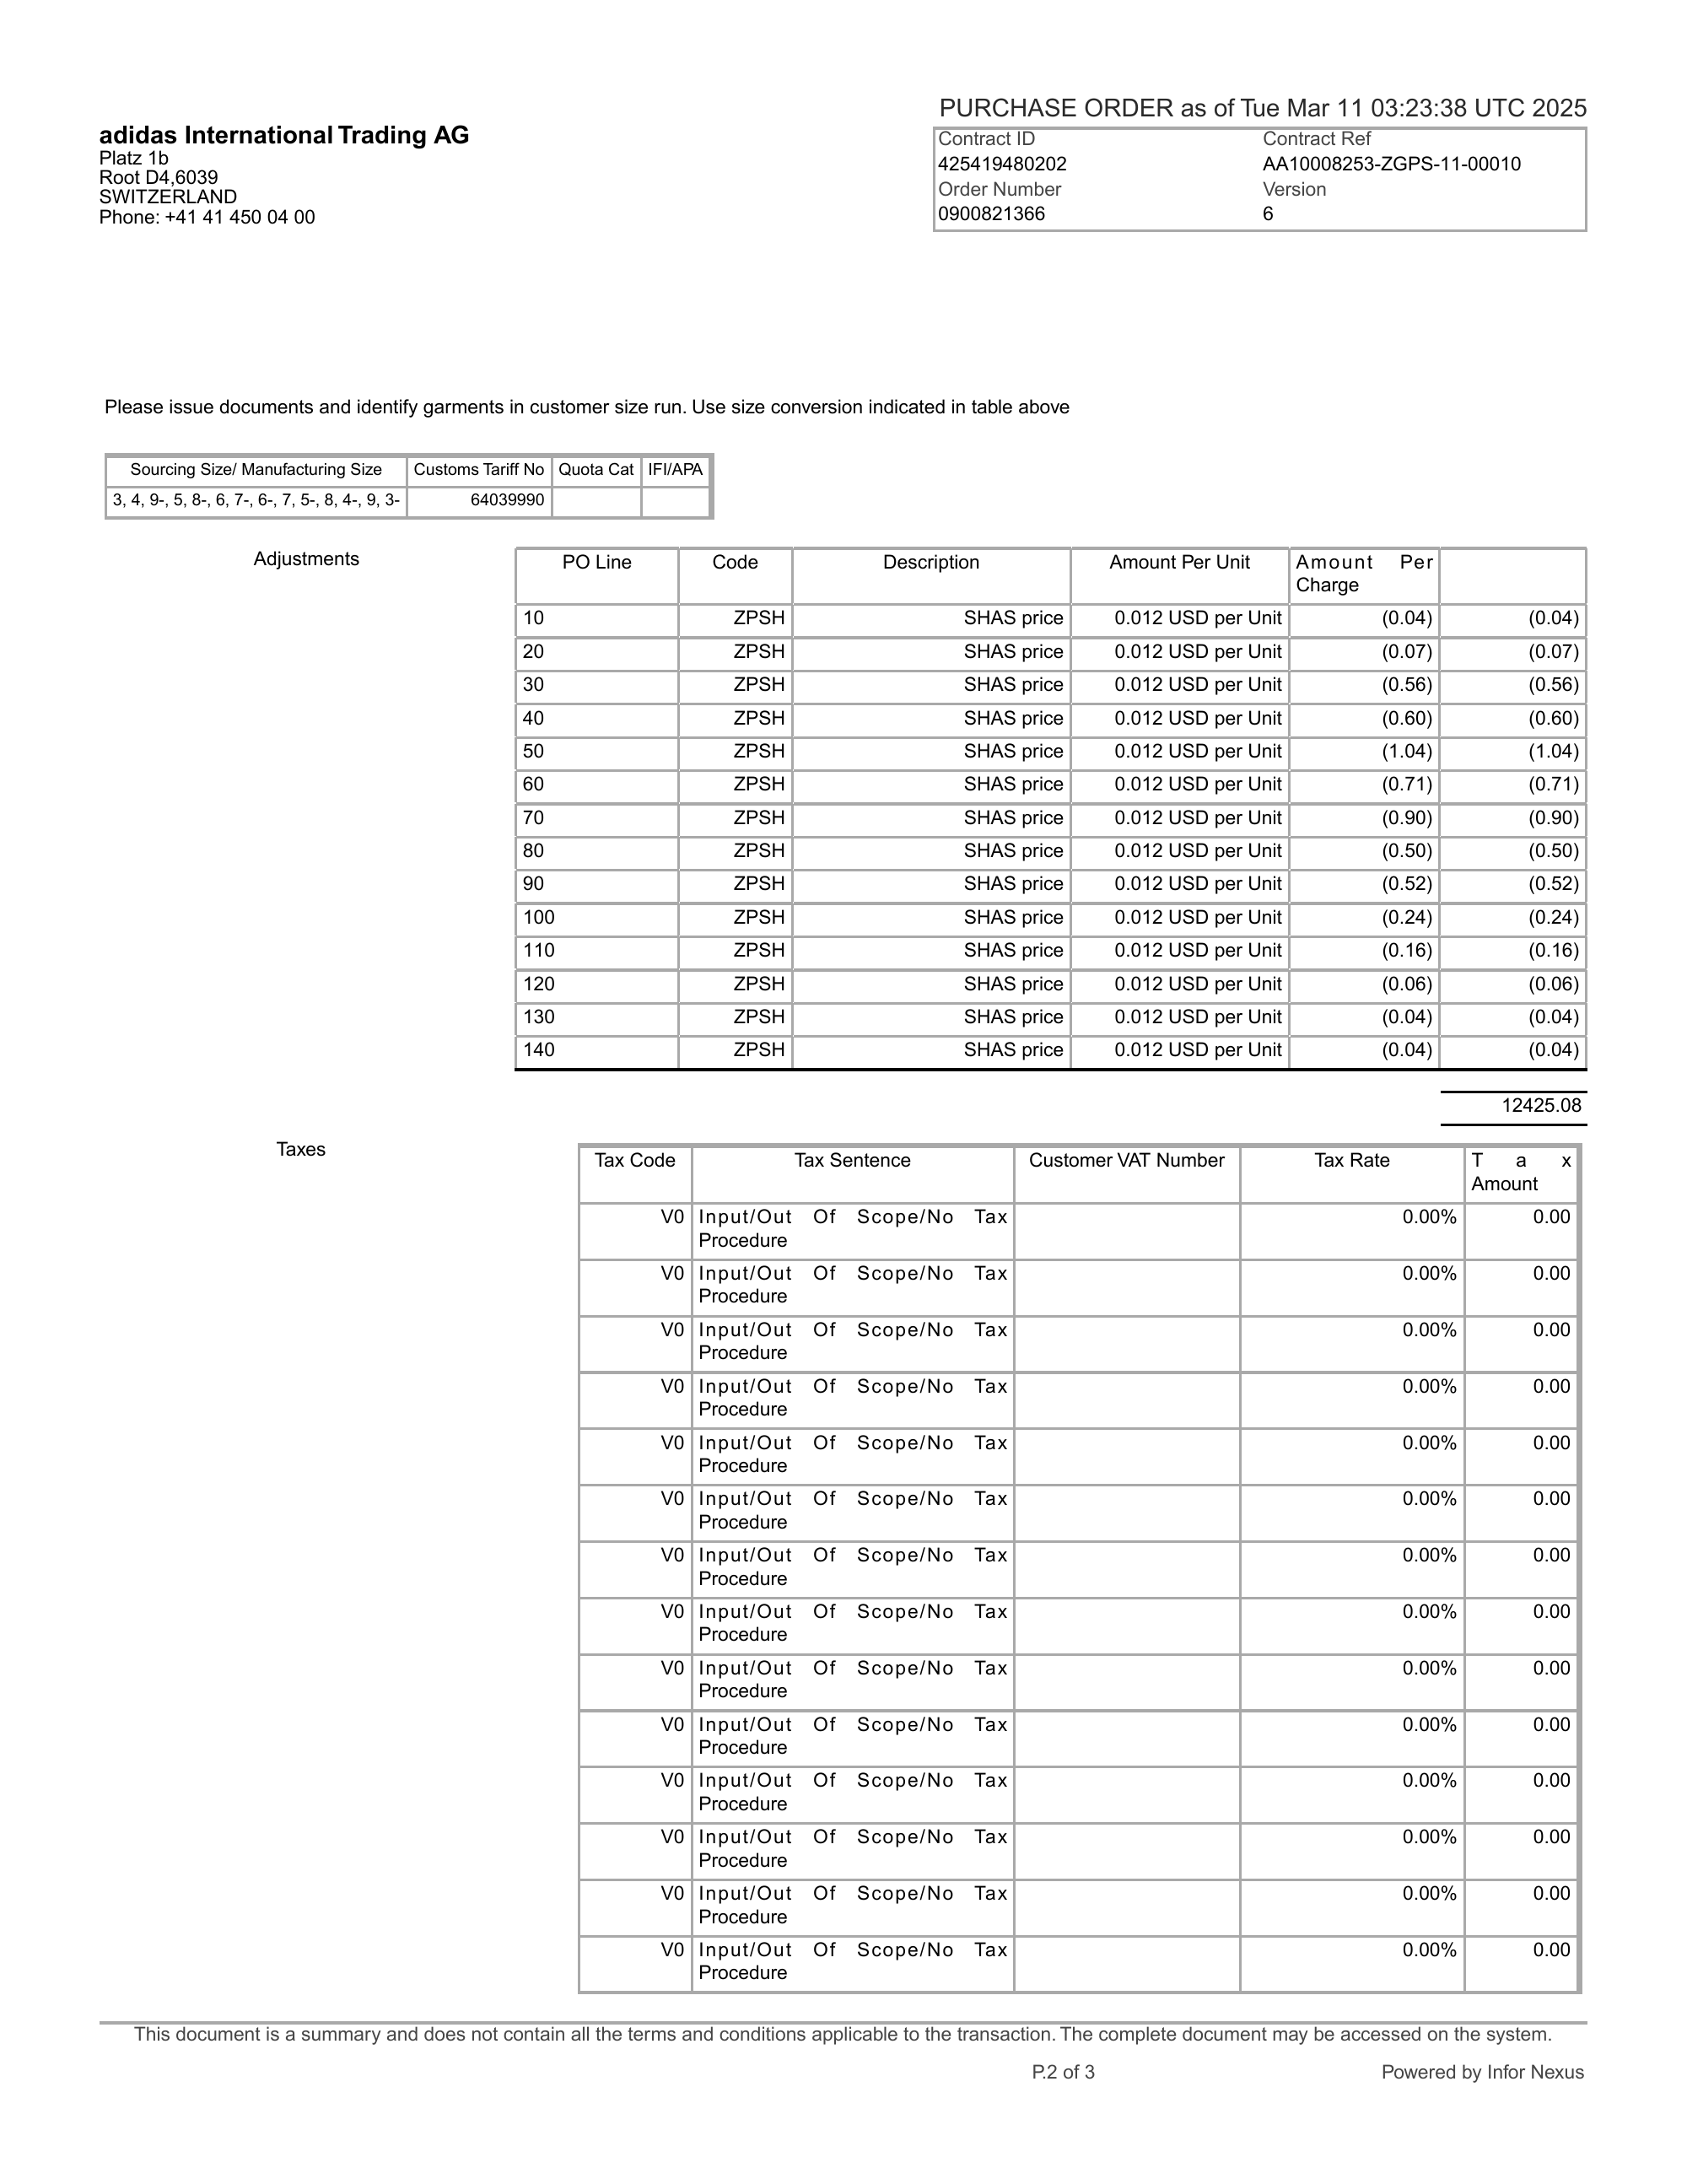 PURCHASE ORDER as of Tue Mar 11 03:23:38 UTC 2025
adidas International Trading AG
Platz 1b
Root D4,6039
SWITZERLAND
Phone: +41 41 450 04 00
Contract ID Contract Ref
425419480202 AA10008253-ZGPS-11-00010
Order Number Version
0900821366 6
Please issue documents and identify garments in customer size run. Use size conversion indicated in table above
Sourcing Size/ Manufacturing Size Customs Tariff No Quota Cat IFI/APA
3, 4, 9-, 5, 8-, 6, 7-, 6-, 7, 5-, 8, 4-, 9, 3- 64039990
Adjustments
PO Line Code Description Amount Per Unit Amount Per
Charge
10 ZPSH SHAS price 0.012 USD per Unit (0.04) (0.04)
20 ZPSH SHAS price 0.012 USD per Unit (0.07) (0.07)
30 ZPSH SHAS price 0.012 USD per Unit (0.56) (0.56)
40 ZPSH SHAS price 0.012 USD per Unit (0.60) (0.60)
50 ZPSH SHAS price 0.012 USD per Unit (1.04) (1.04)
60 ZPSH SHAS price 0.012 USD per Unit (0.71) (0.71)
70 ZPSH SHAS price 0.012 USD per Unit (0.90) (0.90)
80 ZPSH SHAS price 0.012 USD per Unit (0.50) (0.50)
90 ZPSH SHAS price 0.012 USD per Unit (0.52) (0.52)
100 ZPSH SHAS price 0.012 USD per Unit (0.24) (0.24)
110 ZPSH SHAS price 0.012 USD per Unit (0.16) (0.16)
120 ZPSH SHAS price 0.012 USD per Unit (0.06) (0.06)
130 ZPSH SHAS price 0.012 USD per Unit (0.04) (0.04)
140 ZPSH SHAS price 0.012 USD per Unit (0.04) (0.04)
12425.08
Taxes
Tax Code Tax Sentence Customer VAT Number Tax Rate T a x
Amount
V0 Input/Out Of Scope/No Tax 0.00% 0.00
Procedure
V0 Input/Out Of Scope/No Tax 0.00% 0.00
Procedure
V0 Input/Out Of Scope/No Tax 0.00% 0.00
Procedure
V0 Input/Out Of Scope/No Tax 0.00% 0.00
Procedure
V0 Input/Out Of Scope/No Tax 0.00% 0.00
Procedure
V0 Input/Out Of Scope/No Tax 0.00% 0.00
Procedure
V0 Input/Out Of Scope/No Tax 0.00% 0.00
Procedure
V0 Input/Out Of Scope/No Tax 0.00% 0.00
Procedure
V0 Input/Out Of Scope/No Tax 0.00% 0.00
Procedure
V0 Input/Out Of Scope/No Tax 0.00% 0.00
Procedure
V0 Input/Out Of Scope/No Tax 0.00% 0.00
Procedure
V0 Input/Out Of Scope/No Tax 0.00% 0.00
Procedure
V0 Input/Out Of Scope/No Tax 0.00% 0.00
Procedure
V0 Input/Out Of Scope/No Tax 0.00% 0.00
Procedure
This document is a summary and does not contain all the terms and conditions applicable to the transaction. The complete document may be accessed on the system.
P.2 of 3 Powered by Infor Nexus